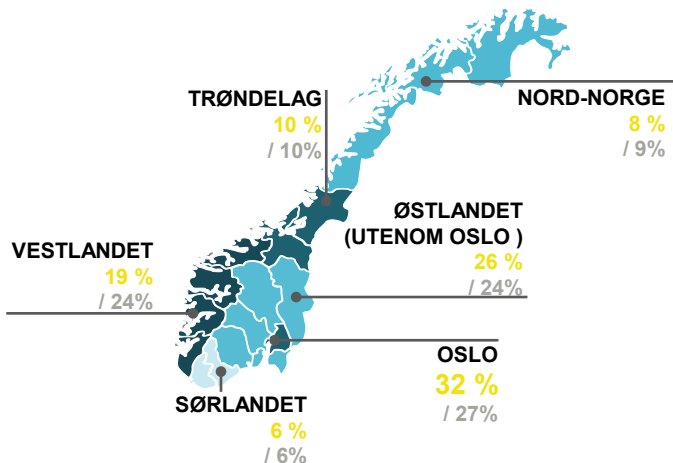 TRØNDELAG
10 %
/ 10%
NORD-NORGE
8 %
/ 9%
ØSTLANDET
(UTENOM OSLO )
26 %
/ 24%
VESTLANDET
19 %
/ 24%
OSLO
32 %
/ 27%
SØRLANDET
6 %
/ 6%